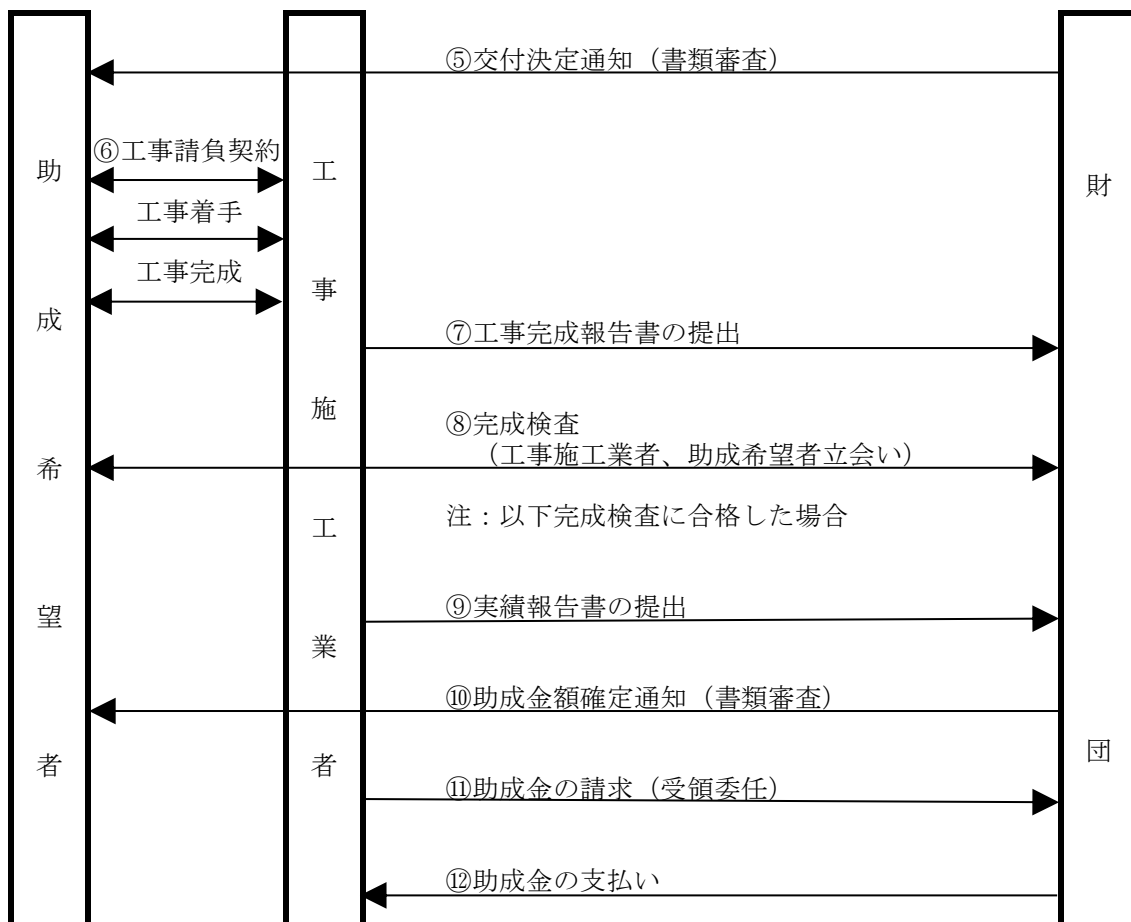 ⑤交付決定通知（書類審査）
⑥工事請負契約
工事着手
工事完成
⑦工事完成報告書の提出
⑧完成検査
（工事施工業者、助成希望者立会い）
注：以下完成検査に合格した場合
⑨実績報告書の提出
⑩助成金額確定通知（書類審査）
⑪助成金の請求（受領委任）
⑫助成金の支払い
助成希望者
工事施工業者
財団